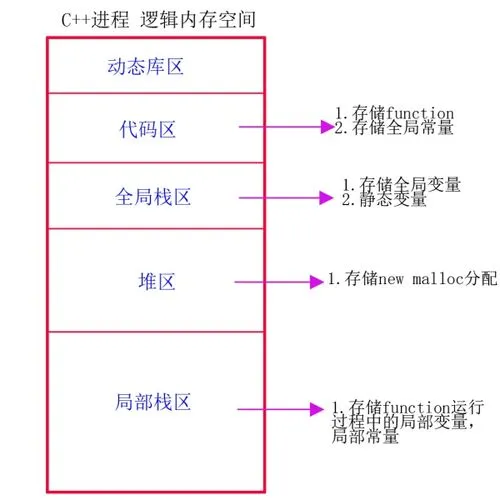 C++进程 逻辑内存空间
动态库区
代码区
1.存储function
2.存储全局常量
全局栈区
1.存储全局变量
2.静态变量
堆区
1.存储new malloc分配
局部栈区
1.存储function运行
过程中的局部变量,
局部常量